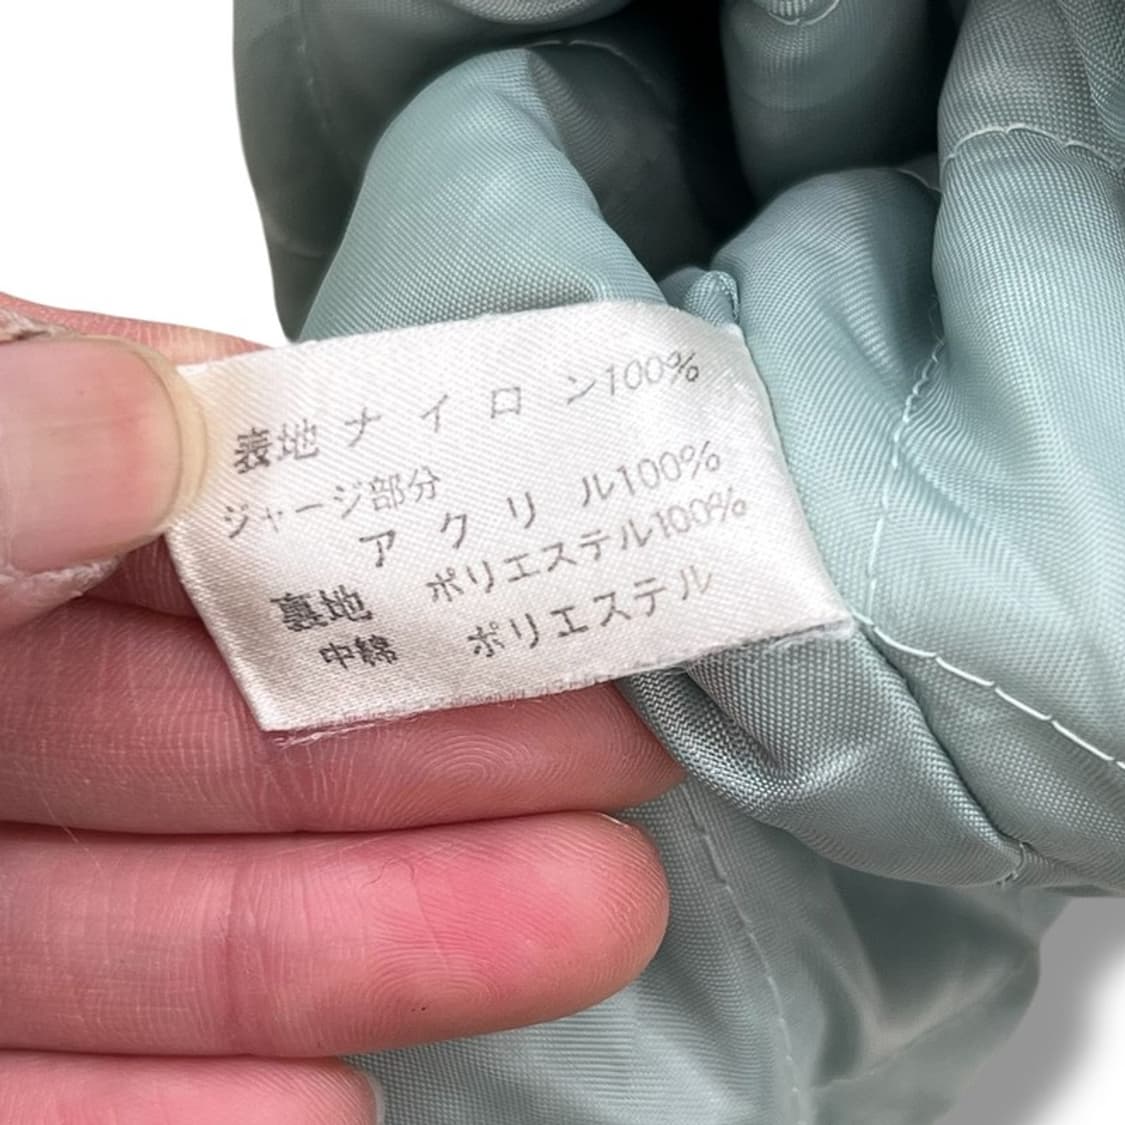 表地 ナイロン100%
ジャージ部分
アクリル100%
裏地 ポリエステル100%
中綿 ポリエステル